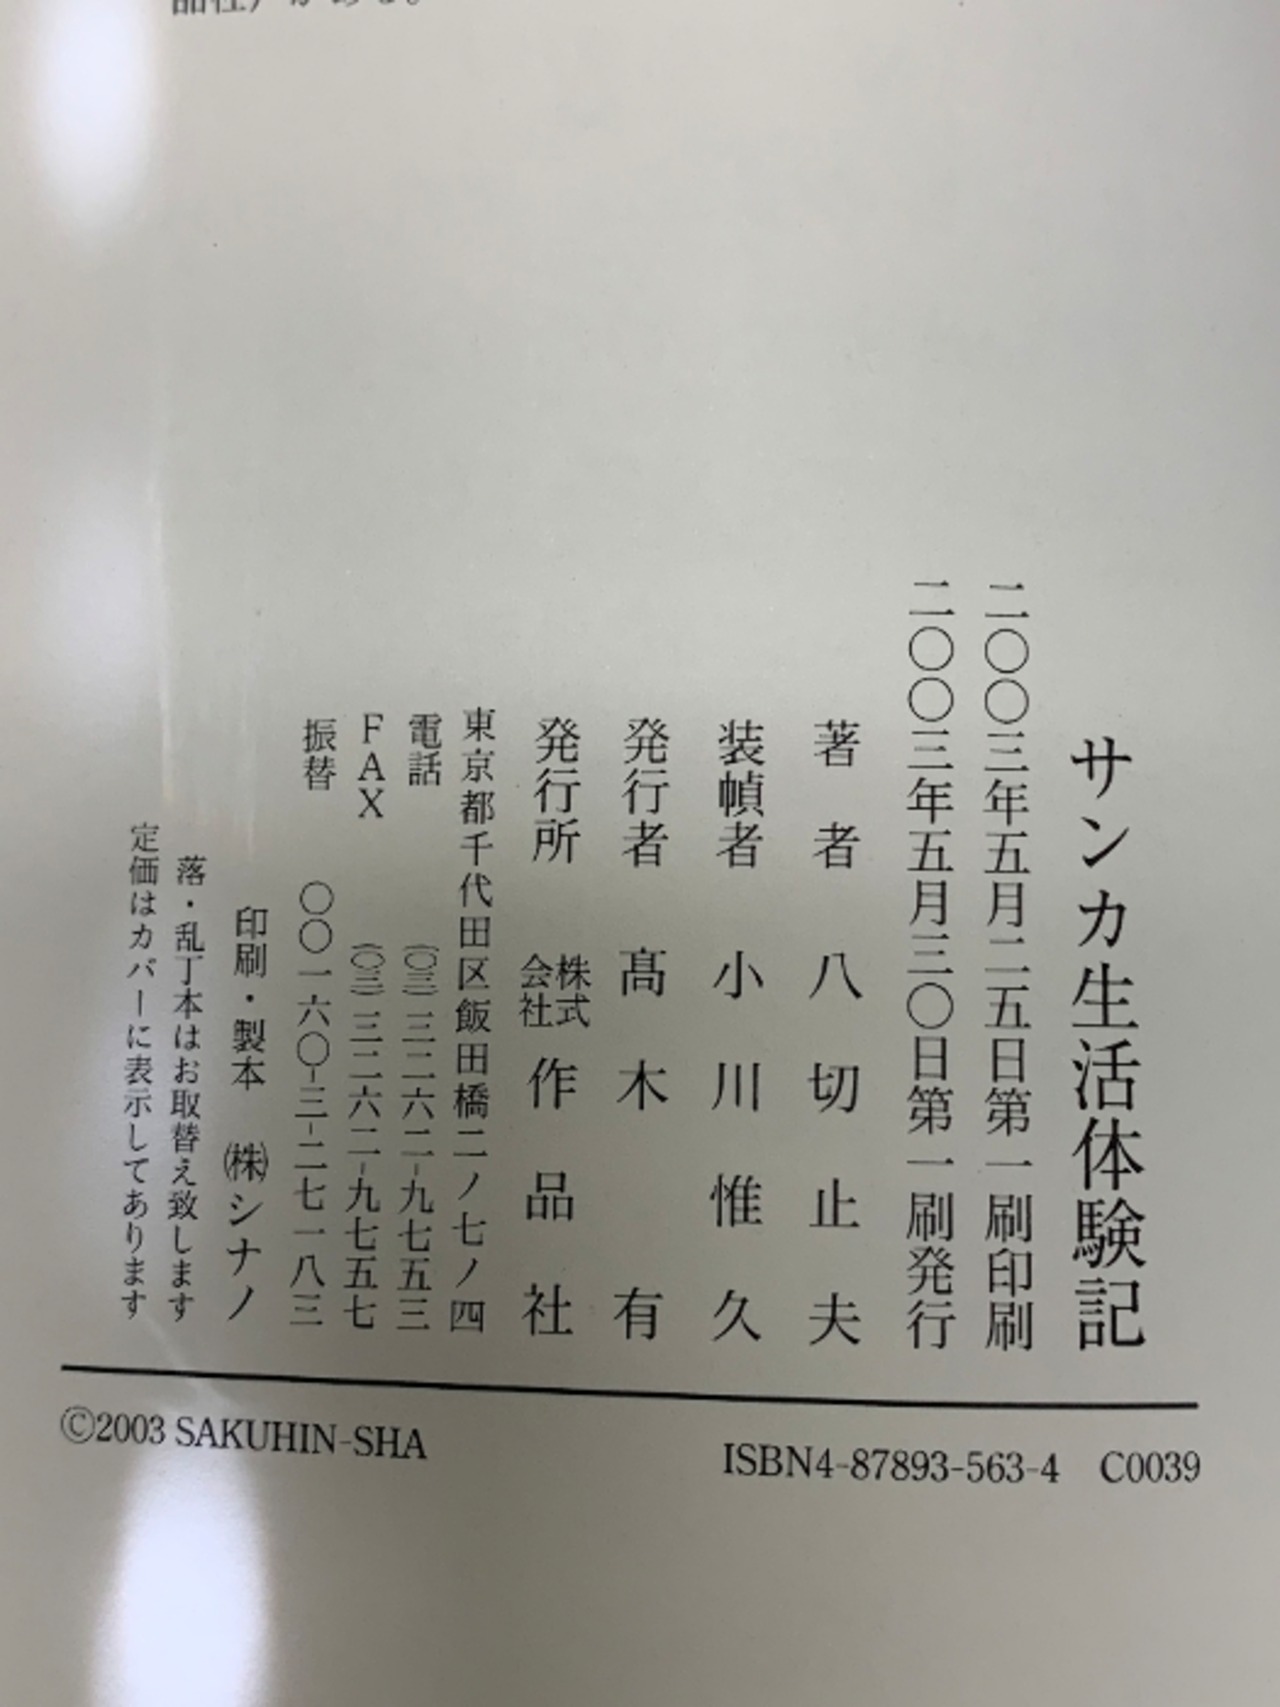 サンカ生活体験記
二〇〇三年五月二五日第一刷印刷
二〇〇三年五月三〇日第一刷発行
著者 八切止夫
装幀者 小川惟久
発行者 髙木有
発行所 株式会社 作品社
東京都千代田区飯田橋二ノ七ノ四
電話 (〇三)三二六二-九七五三
FAX (〇三)三二六二-九七五七
振替 〇〇一六〇-三-二七一八三
印刷・製本 ㈱シナノ
落・乱丁本はお取替え致します
定価はカバーに表示してあります
©2003 SAKUHIN-SHA
ISBN4-87893-563-4 C0039